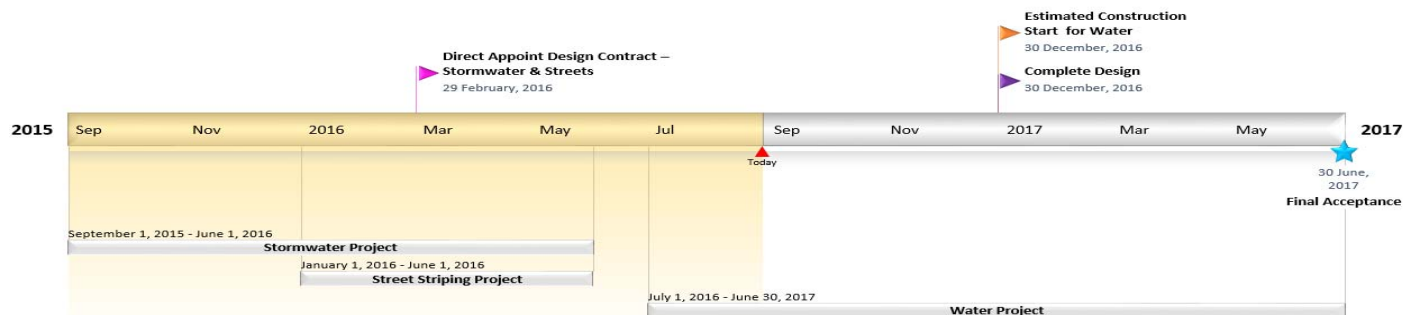 Estimated Construction
Start for Water
30 December, 2016
Direct Appoint Design Contract –
Stormwater & Streets
29 February, 2016
Complete Design
30 December, 2016
2015 Sep Nov 2016 Mar May Jul Sep Nov 2017 Mar May 2017
Today
30 June,
2017
Final Acceptance
September 1, 2015 - June 1, 2016
Stormwater Project
January 1, 2016 - June 1, 2016
Street Striping Project
July 1, 2016 - June 30, 2017
Water Project